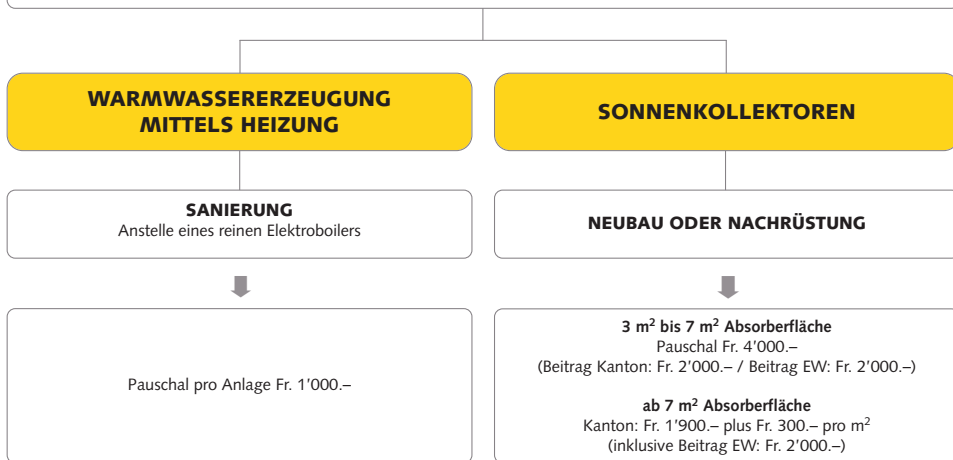 WARMWASSERERZEUGUNG
MITTELS HEIZUNG
SANIERUNG
Anstelle eines reinen Elektroboilers
Pauschal pro Anlage Fr. 1’000.–
SONNENKOLLEKTOREN
NEUBAU ODER NACHRÜSTUNG
3 m² bis 7 m² Absorberfläche
Pauschal Fr. 4’000.–
(Beitrag Kanton: Fr. 2’000.– / Beitrag EW: Fr. 2’000.–)
ab 7 m² Absorberfläche
Kanton: Fr. 1’900.– plus Fr. 300.– pro m²
(inklusive Beitrag EW: Fr. 2’000.–)